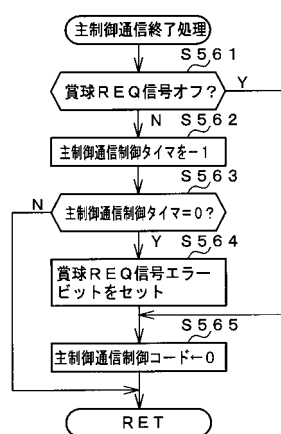 主制御通信終了処理
S561
賞球REQ信号オフ?
Y
N
S562
主制御通信制御タイマを-1
S563
N
主制御通信制御タイマ=0?
Y
S564
賞球REQ信号エラー
ビットをセット
S565
主制御通信制御コード←0
RET